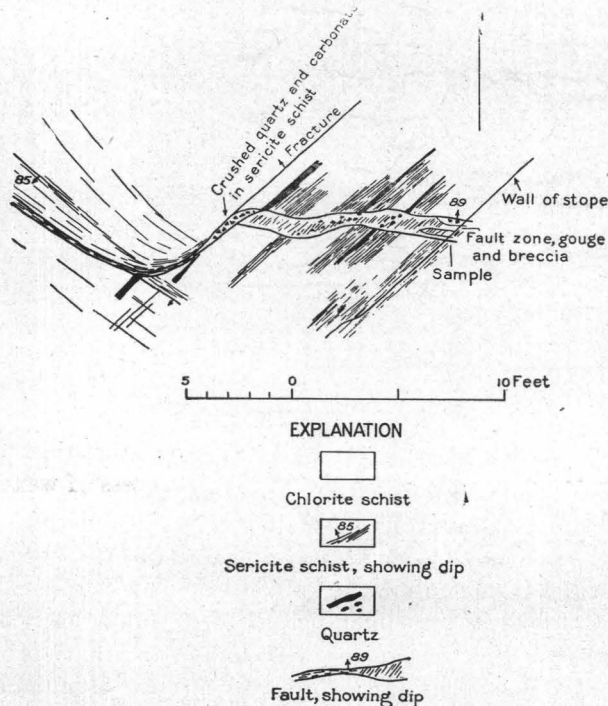 Crushed quartz and carbonate
in sericite schist
Fracture
85
89
Wall of stope
Fault zone, gouge
and breccia
Sample
5 0 10 Feet
EXPLANATION
Chlorite schist
85
Sericite schist, showing dip
Quartz
89
Fault, showing dip